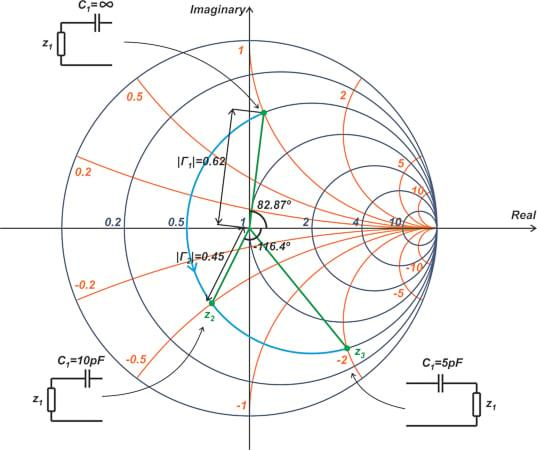 C₁=∞
z₁
Imaginary
1
0.5
2
0.2
5
10
|Γ₁|=0.62
82.87º
Real
0.2
0.5
1
2
4
10
-116.4º
|Γ₂|=0.45
-10
-5
-0.2
z₂
z₃
-0.5
-2
-1
C₁=10pF
z₁
C₁=5pF
z₁